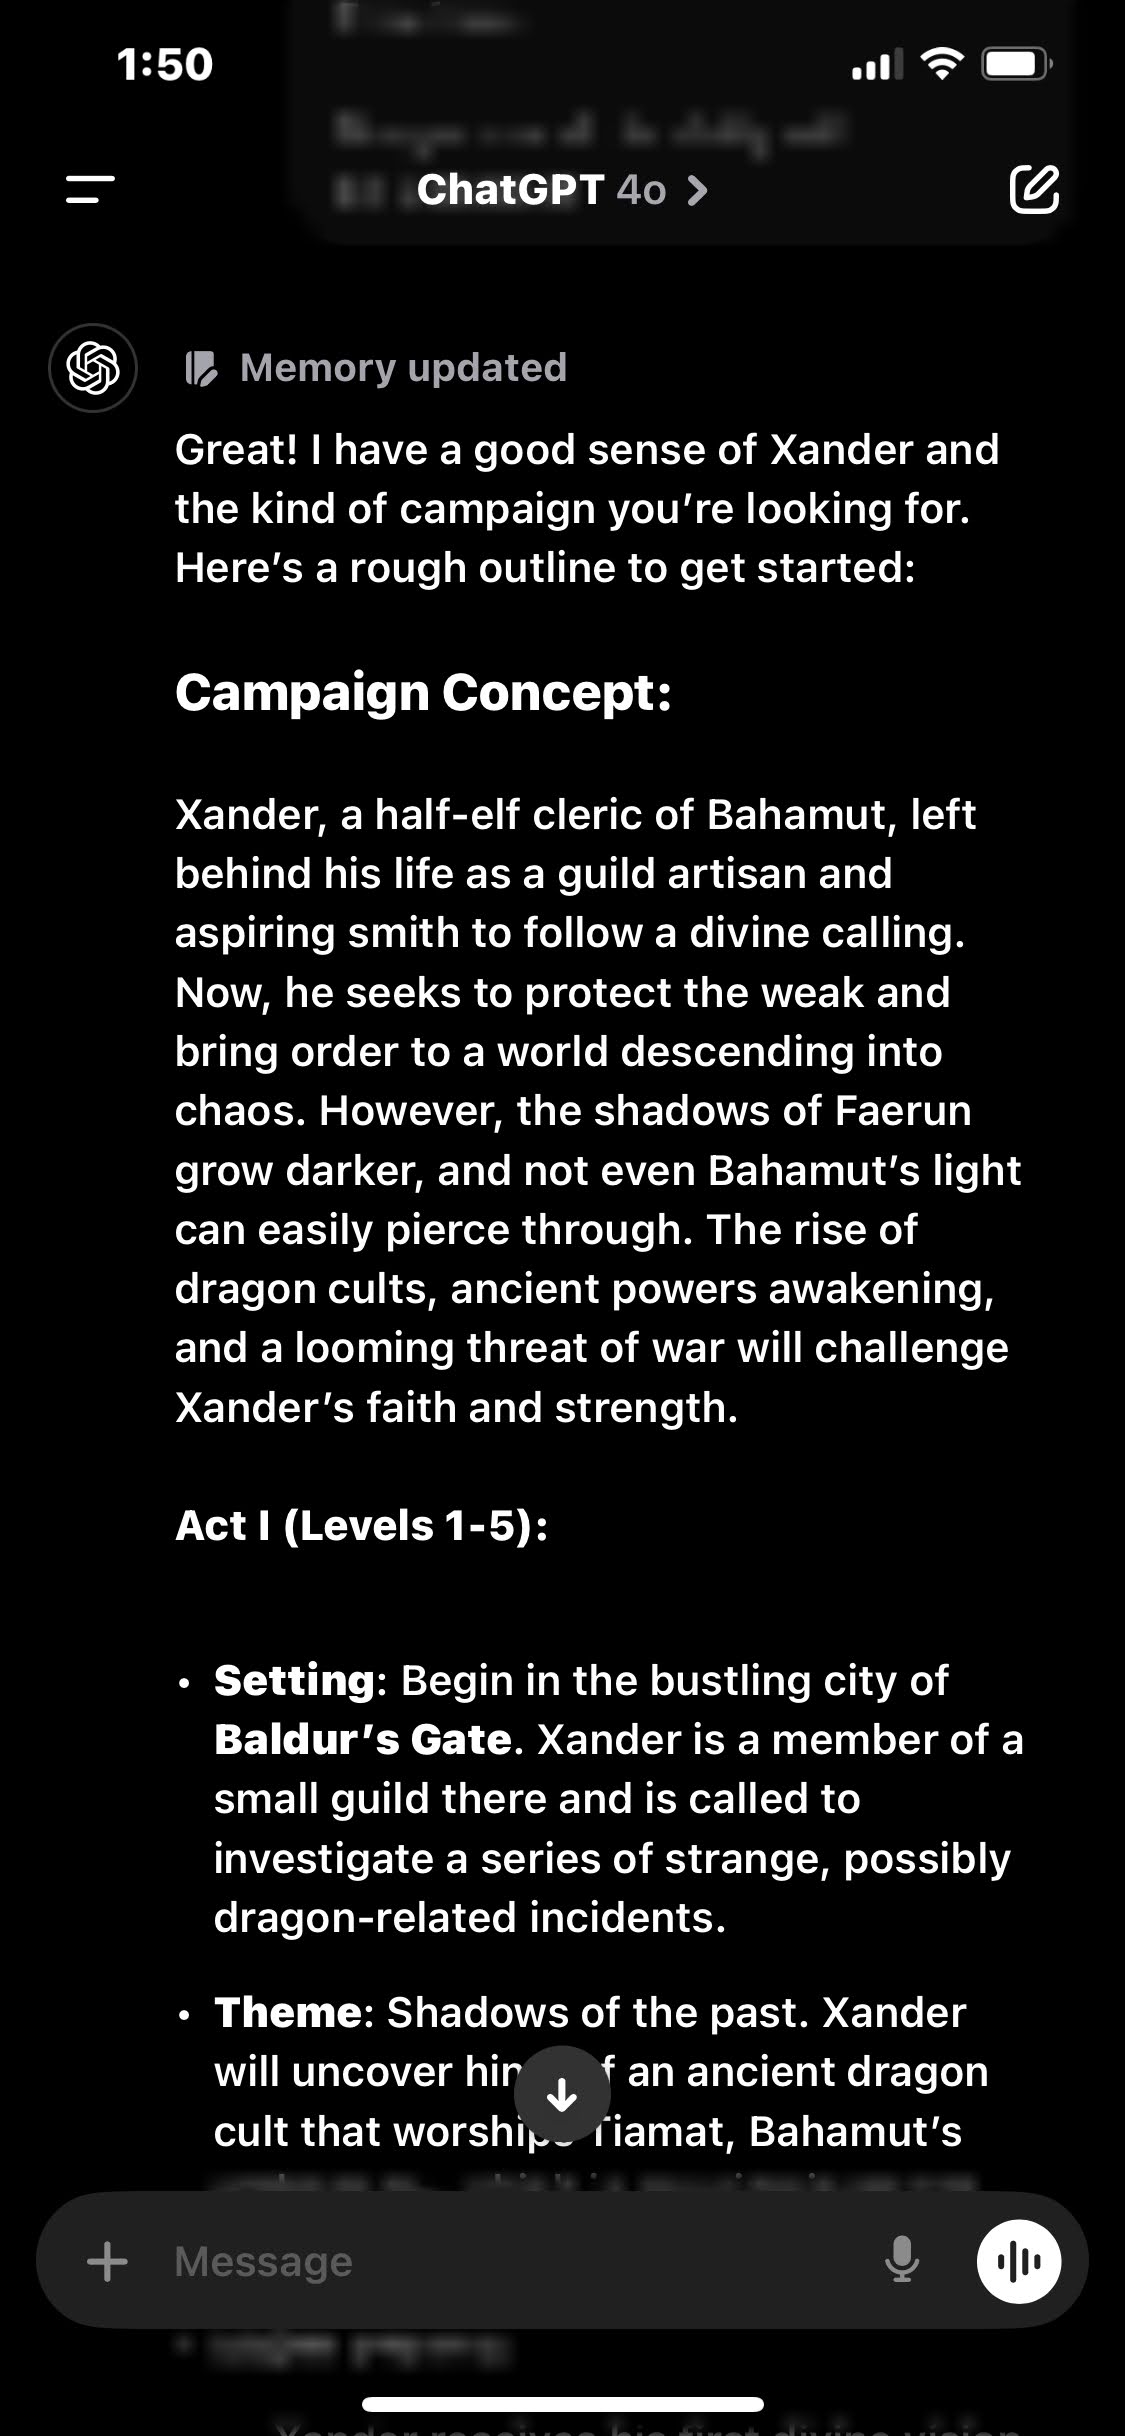 1:50
ChatGPT 4o
Memory updated
Great! I have a good sense of Xander and
the kind of campaign you’re looking for.
Here’s a rough outline to get started:
Campaign Concept:
Xander, a half-elf cleric of Bahamut, left
behind his life as a guild artisan and
aspiring smith to follow a divine calling.
Now, he seeks to protect the weak and
bring order to a world descending into
chaos. However, the shadows of Faerun
grow darker, and not even Bahamut’s light
can easily pierce through. The rise of
dragon cults, ancient powers awakening,
and a looming threat of war will challenge
Xander’s faith and strength.
Act I (Levels 1-5):
• Setting: Begin in the bustling city of
Baldur’s Gate. Xander is a member of a
small guild there and is called to
investigate a series of strange, possibly
dragon-related incidents.
• Theme: Shadows of the past. Xander
will uncover an ancient dragon
cult that worships Tiamat, Bahamut’s
Message
Xander receives his first divine vision